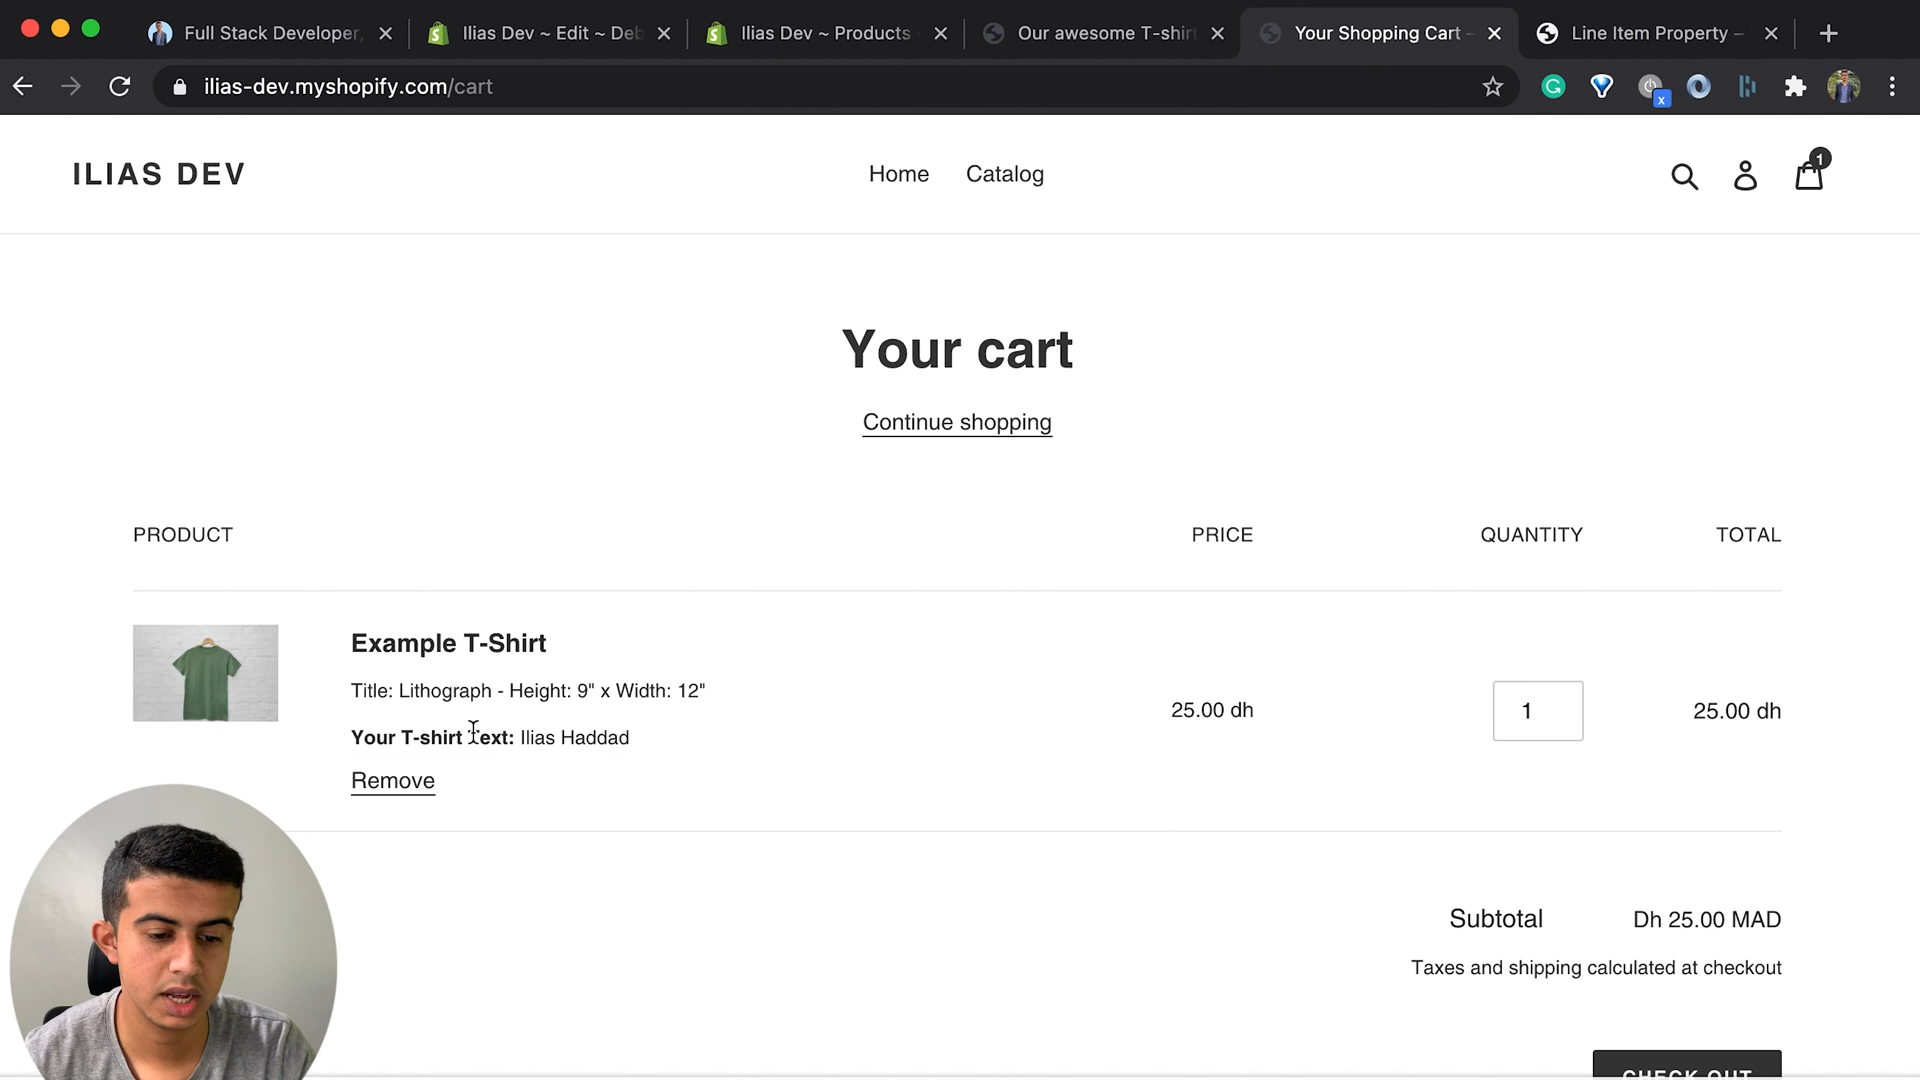 Full Stack Developer,
Ilias Dev ~ Edit ~ Deb
Ilias Dev ~ Products
Our awesome T-shirt
Your Shopping Cart –
Line Item Property –
ilias-dev.myshopify.com/cart
x
ILIAS DEV
Home
Catalog
1
Your cart
Continue shopping
PRODUCT
PRICE
QUANTITY
TOTAL
Example T-Shirt
Title: Lithograph - Height: 9" x Width: 12"
Your T-shirt Text: Ilias Haddad
Remove
25.00 dh
1
25.00 dh
Subtotal
Dh 25.00 MAD
Taxes and shipping calculated at checkout
CHECK OUT